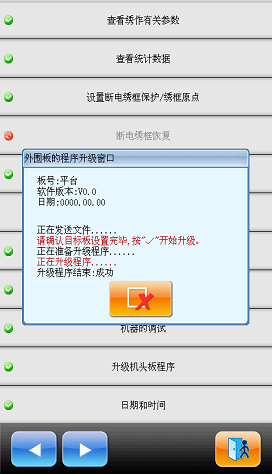 查看绣作有关参数
查看统计数据
设置断电绣框保护/绣框原点
断电绣框恢复
外围板的程序升级窗口
板号:平台
软件版本:V0.0
日期:0000.00.00
正在发送文件......
请确认目标板设置完毕,按"✓"开始升级。
正在准备升级程序......
正在升级程序......
升级程序结束:成功
机器的调试
升级机头板程序
日期和时间